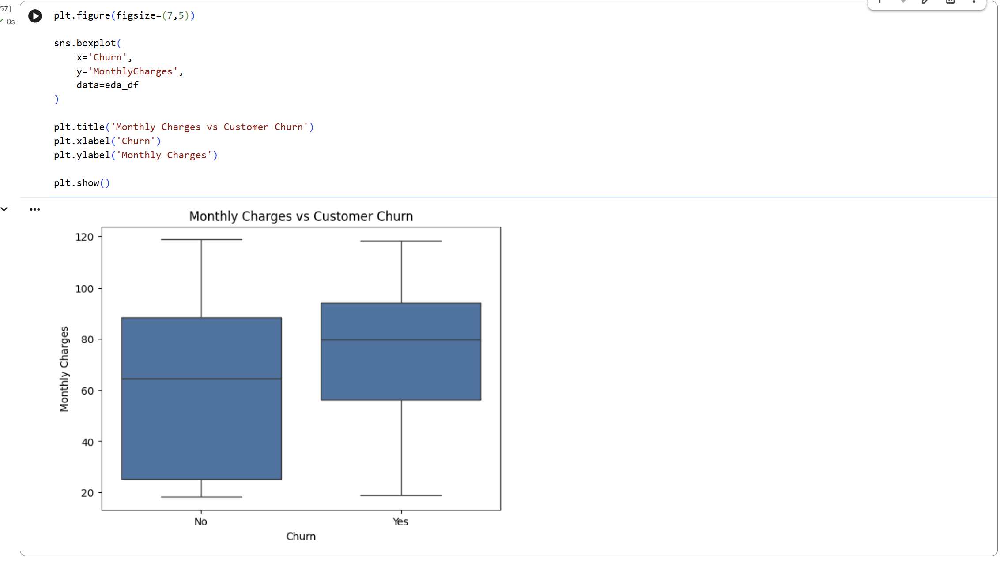 57]
0s
plt.figure(figsize=(7,5))
sns.boxplot(
    x='Churn',
    y='MonthlyCharges',
    data=eda_df
)
plt.title('Monthly Charges vs Customer Churn')
plt.xlabel('Churn')
plt.ylabel('Monthly Charges')
plt.show()
Monthly Charges vs Customer Churn
120
100
80
60
40
20
Monthly Charges
No Yes
Churn